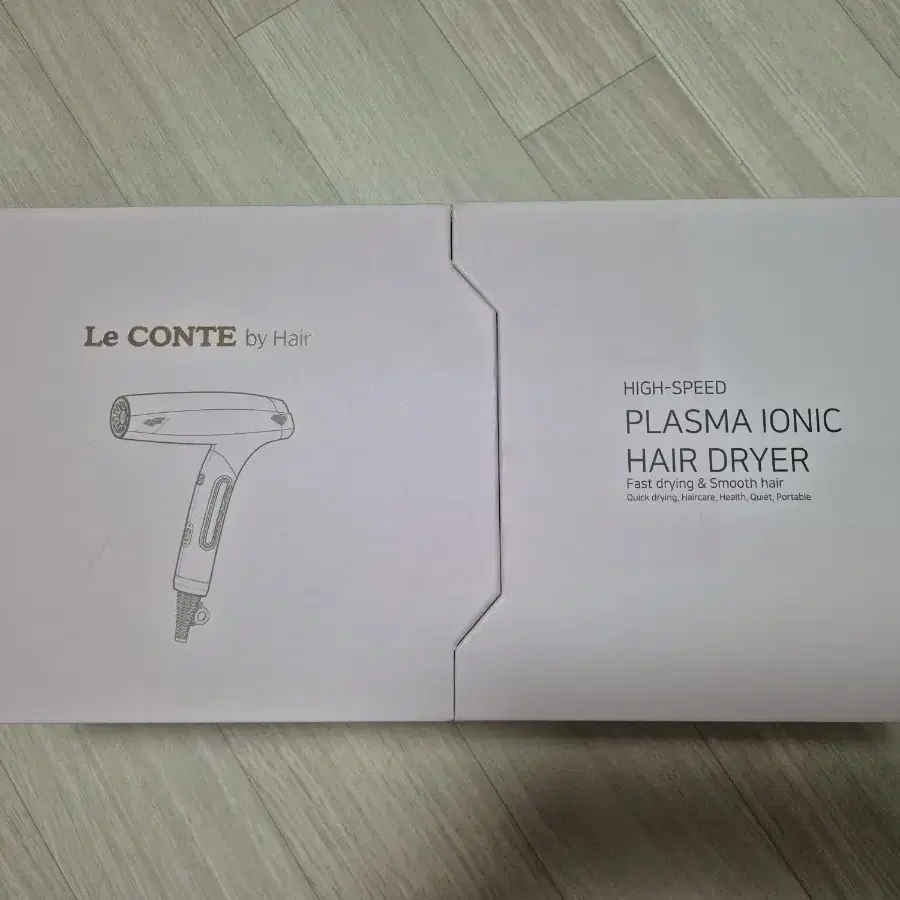 Le CONTE by Hair
HIGH-SPEED
PLASMA IONIC
HAIR DRYER
Fast drying & Smooth hair
Quick drying, Haircare, Health, Quiet, Portable